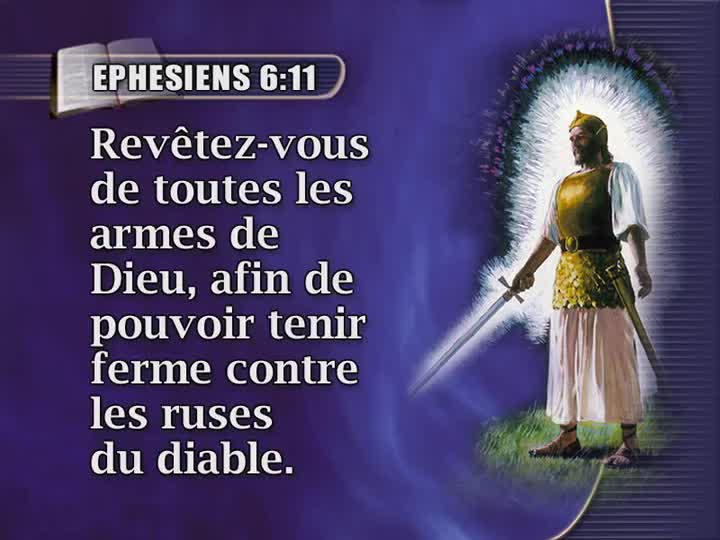 EPHESIENS 6:11
Revêtez-vous
de toutes les
armes de
Dieu, afin de
pouvoir tenir
ferme contre
les ruses
du diable.